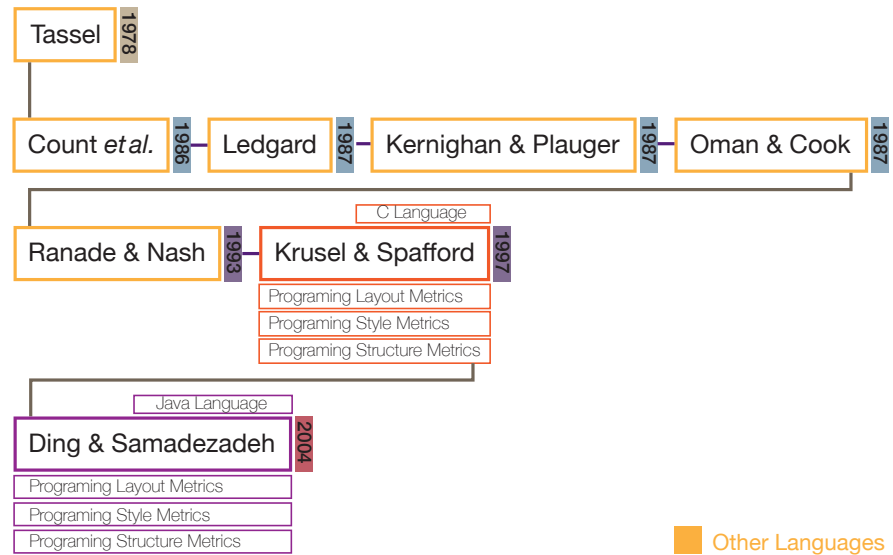 Tassel 1978
Count et al. 1986 Ledgard 1987 Kernighan & Plauger 1987 Oman & Cook 1987
C Language
Ranade & Nash 1993 Krusel & Spafford 1997
Programing Layout Metrics
Programing Style Metrics
Programing Structure Metrics
Java Language
Ding & Samadezadeh 2004
Programing Layout Metrics
Programing Style Metrics
Programing Structure Metrics
Other Languages